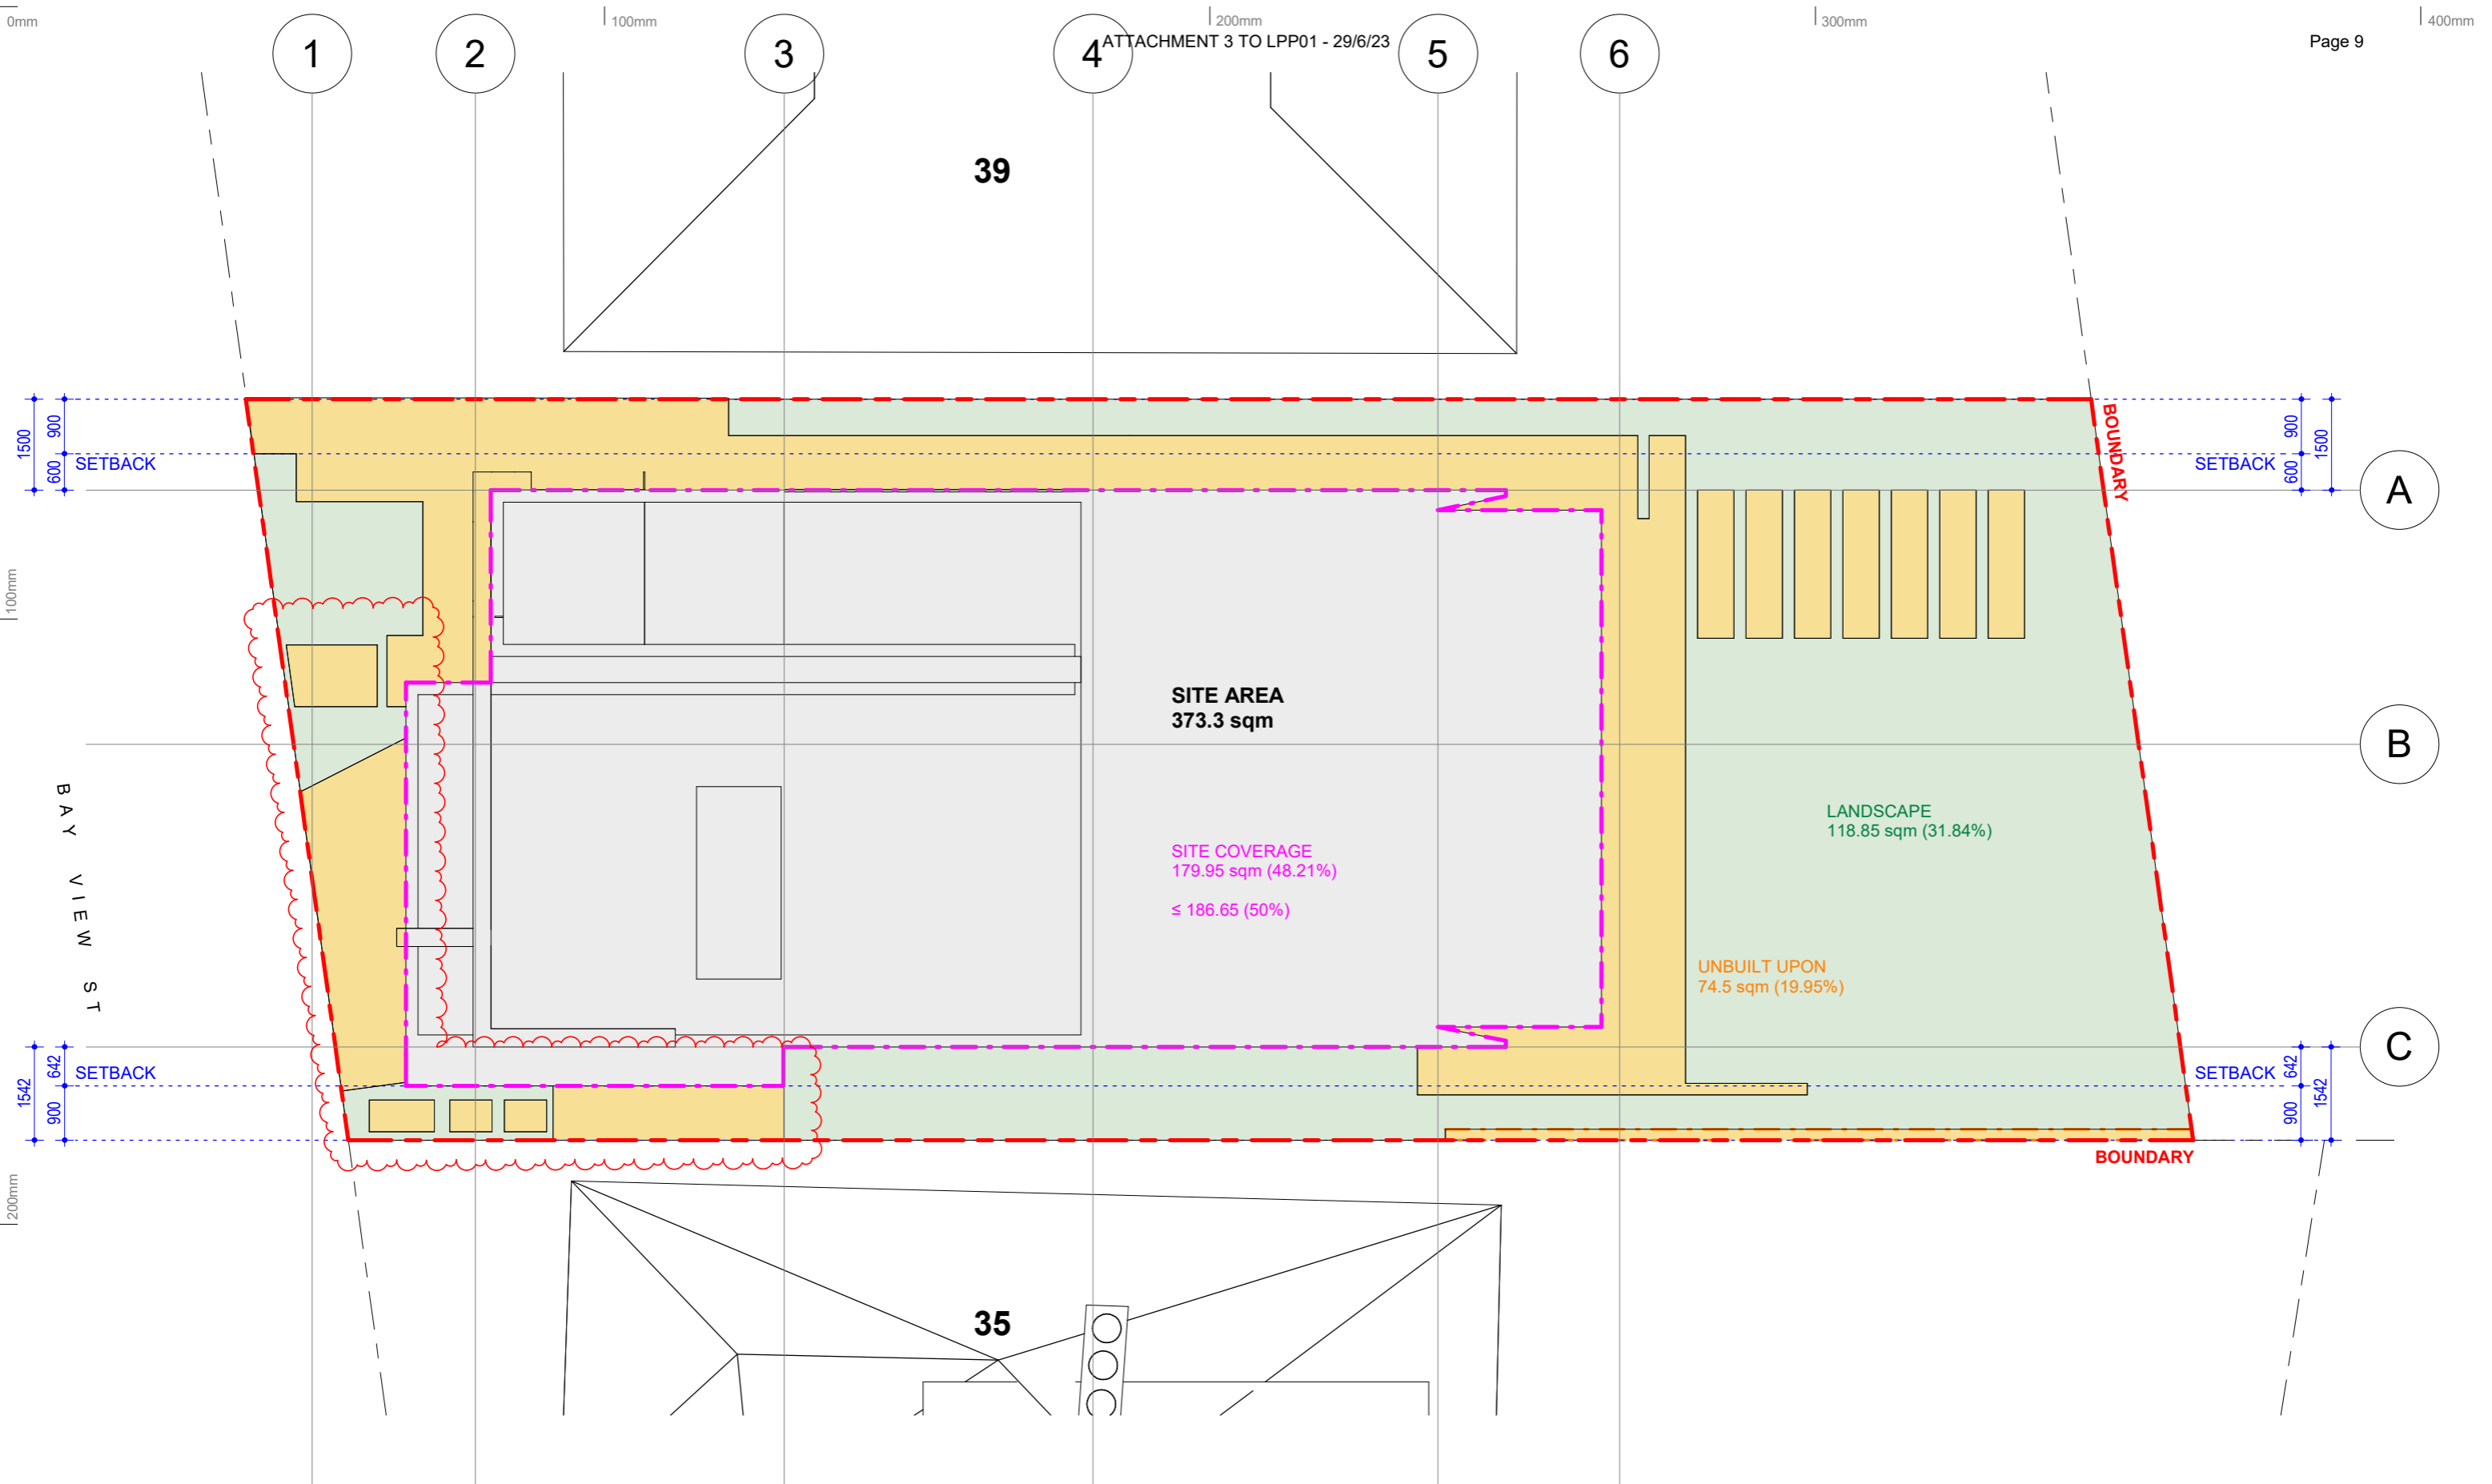 0mm
100mm
200mm
300mm
400mm
ATTACHMENT 3 TO LPP01 - 29/6/23
Page 9
1
2
3
4
5
6
39
BOUNDARY
1500
900
600
SETBACK
SETBACK
900
600
1500
A
100mm
SITE AREA
373.3 sqm
B
BAY VIEW ST
LANDSCAPE
118.85 sqm (31.84%)
SITE COVERAGE
179.95 sqm (48.21%)
≤ 186.65 (50%)
UNBUILT UPON
74.5 sqm (19.95%)
C
1542
642
900
SETBACK
SETBACK
642
900
1542
BOUNDARY
200mm
35